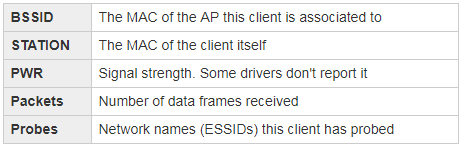 BSSID The MAC of the AP this client is associated to
STATION The MAC of the client itself
PWR Signal strength. Some drivers don't report it
Packets Number of data frames received
Probes Network names (ESSIDs) this client has probed